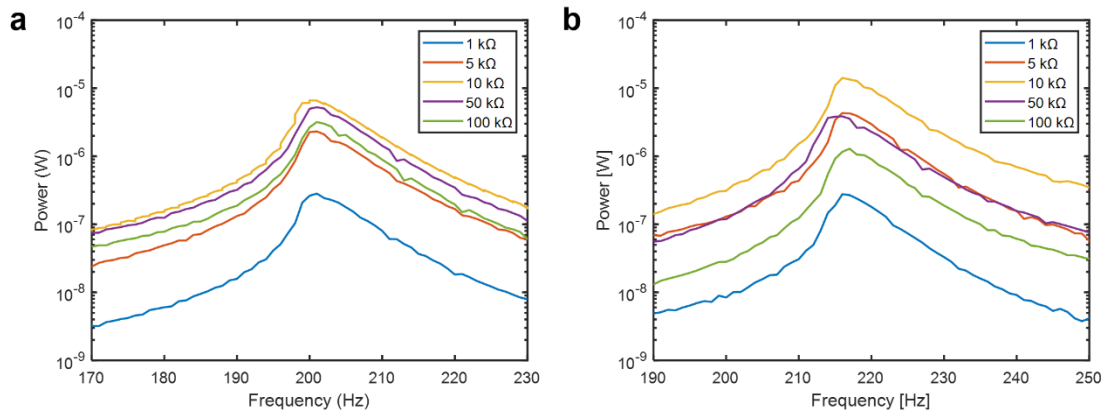 a
10^-4
10^-5
10^-6
10^-7
10^-8
10^-9
Power (W)
170 180 190 200 210 220 230
Frequency (Hz)
1 kΩ
5 kΩ
10 kΩ
50 kΩ
100 kΩ
b
10^-4
10^-5
10^-6
10^-7
10^-8
10^-9
Power [W]
190 200 210 220 230 240 250
Frequency [Hz]
1 kΩ
5 kΩ
10 kΩ
50 kΩ
100 kΩ